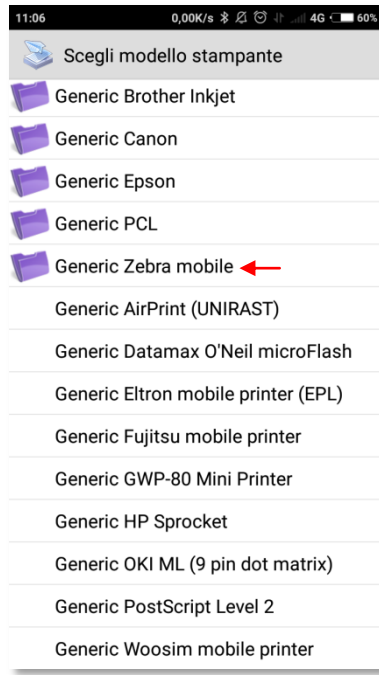 11:06 0,00K/s 4G 60%
Scegli modello stampante
Generic Brother Inkjet
Generic Canon
Generic Epson
Generic PCL
Generic Zebra mobile
Generic AirPrint (UNIRAST)
Generic Datamax O'Neil microFlash
Generic Eltron mobile printer (EPL)
Generic Fujitsu mobile printer
Generic GWP-80 Mini Printer
Generic HP Sprocket
Generic OKI ML (9 pin dot matrix)
Generic PostScript Level 2
Generic Woosim mobile printer